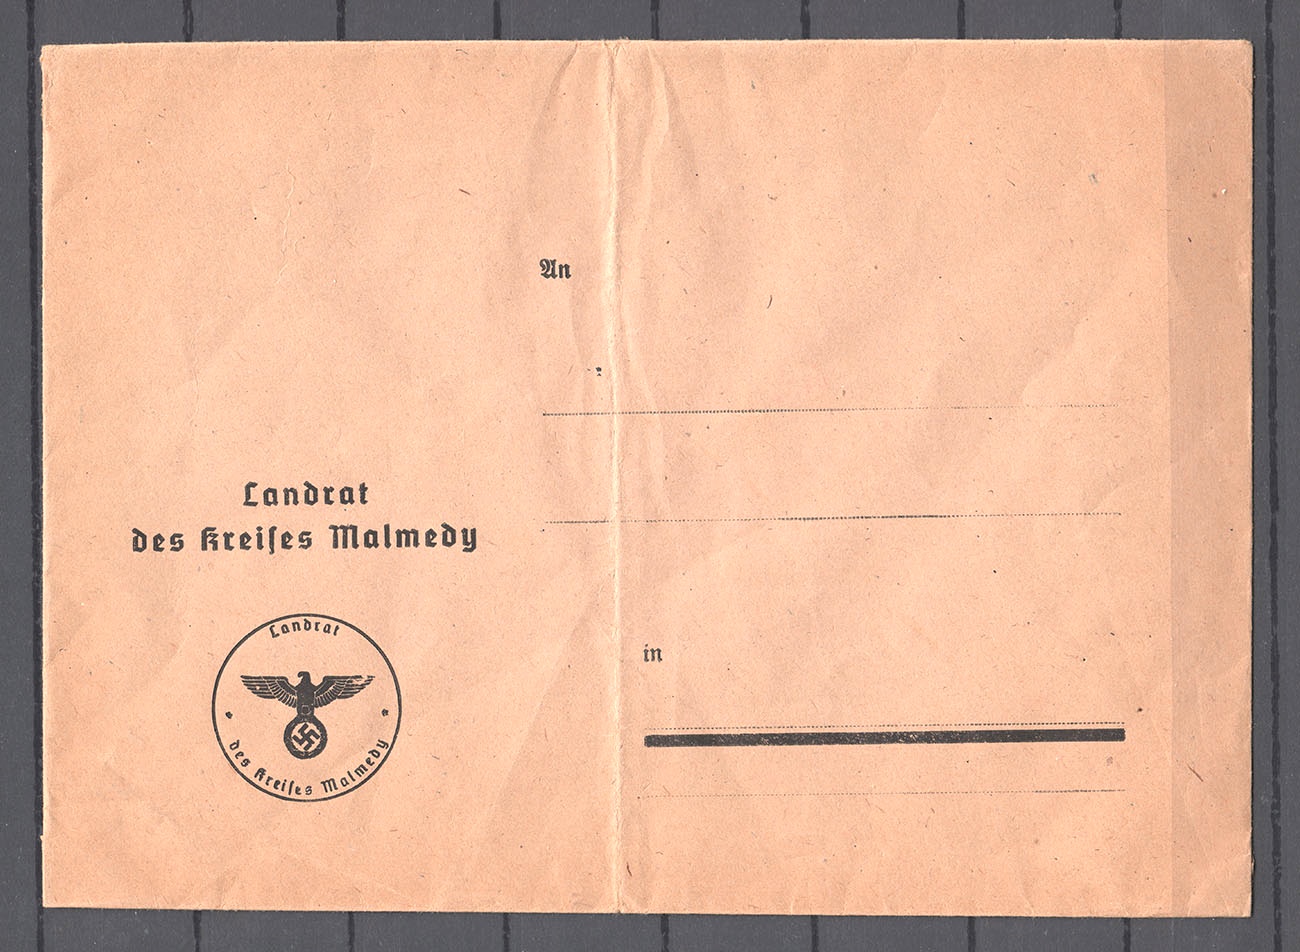 An
Landrat
des Kreiſes Malmedy
in
Landrat
des Kreiſes Malmedy